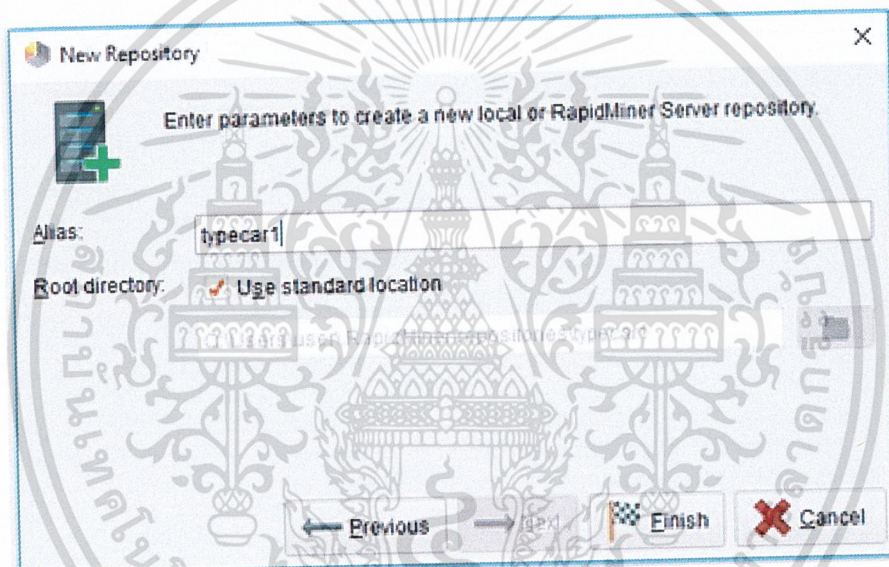 New Repository
Enter parameters to create a new local or RapidMiner Server repository.
Alias: typecar1
Root directory: Use standard location
Previous
Next
Finish
Cancel